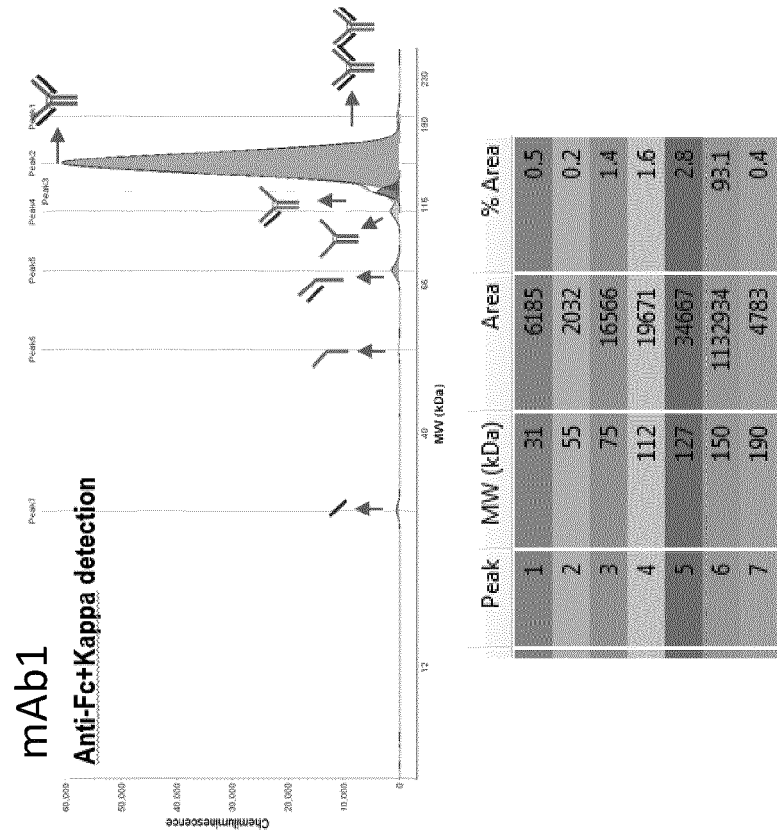 mAb1
Anti-Fc+Kappa detection
Peak7
Peak6
Peak5
Peak4
Peak3
Peak2
Peak1
Chemiluminescence
60,000
50,000
40,000
30,000
20,000
10,000
0
12 40 66 116 180 230
MW (kDa)
Peak MW (kDa) Area % Area
1 31 6185 0.5
2 55 2032 0.2
3 75 16566 1.4
4 112 19671 1.6
5 127 34667 2.8
6 150 1132934 93.1
7 190 4783 0.4